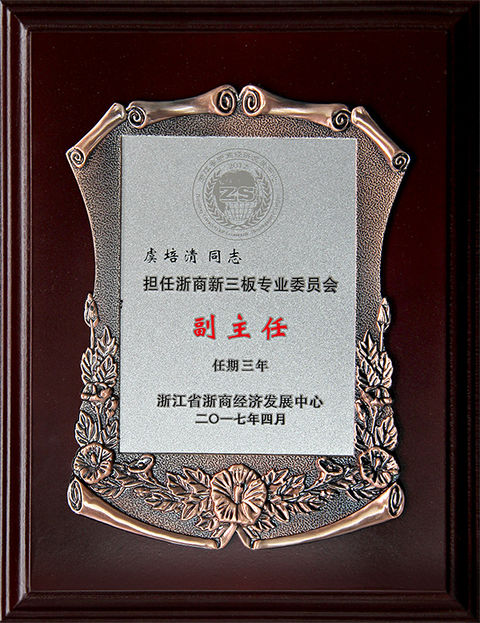 ZS
虞培清 同志
担任浙商新三板专业委员会
副主任
任期三年
浙江省浙商经济发展中心
二〇一七年四月